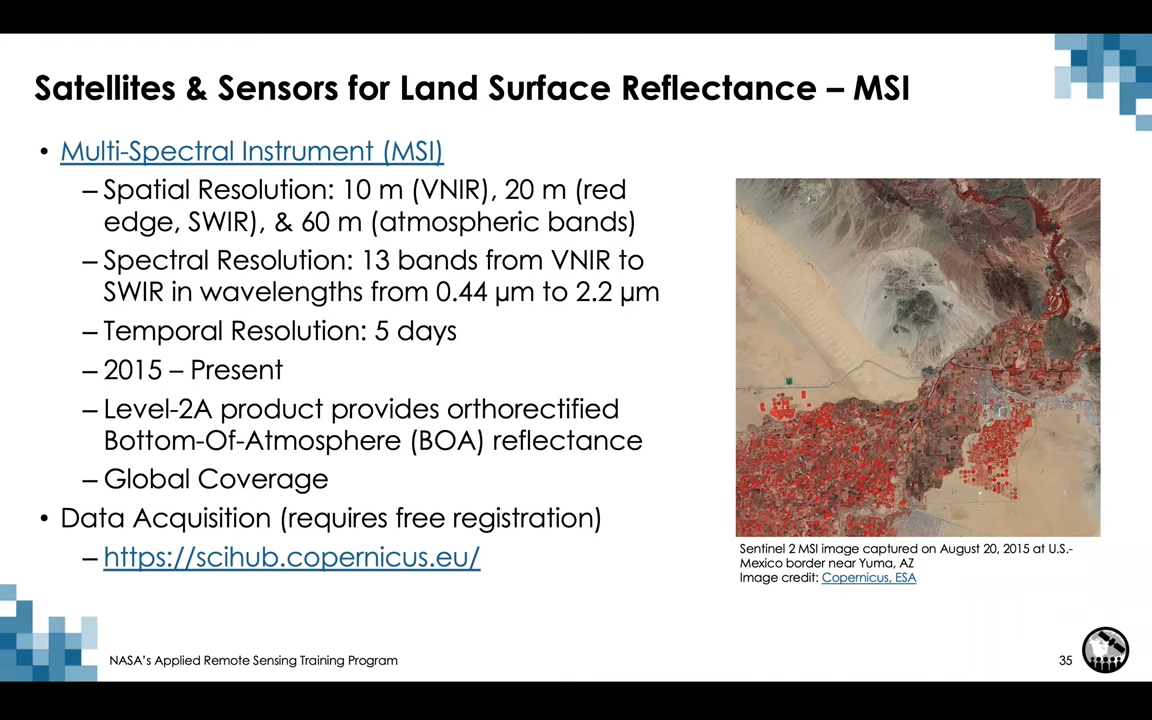 Satellites & Sensors for Land Surface Reflectance – MSI
• Multi-Spectral Instrument (MSI)
– Spatial Resolution: 10 m (VNIR), 20 m (red
edge, SWIR), & 60 m (atmospheric bands)
– Spectral Resolution: 13 bands from VNIR to
SWIR in wavelengths from 0.44 µm to 2.2 µm
– Temporal Resolution: 5 days
– 2015 – Present
– Level-2A product provides orthorectified
Bottom-Of-Atmosphere (BOA) reflectance
– Global Coverage
• Data Acquisition (requires free registration)
– https://scihub.copernicus.eu/
Sentinel 2 MSI image captured on August 20, 2015 at U.S.-
Mexico border near Yuma, AZ
Image credit: Copernicus, ESA
NASA's Applied Remote Sensing Training Program
35